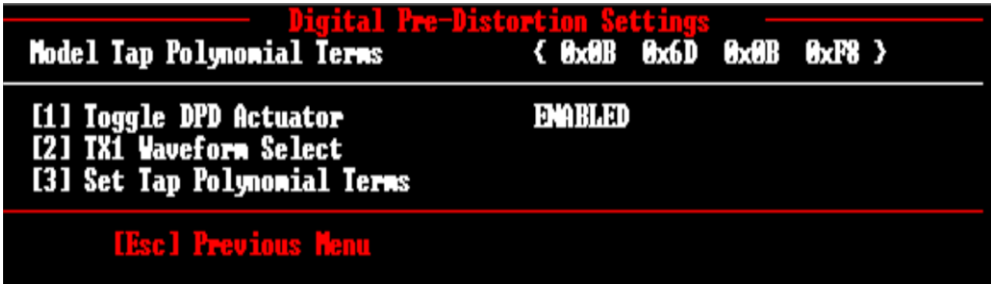 Digital Pre-Distortion Settings
Model Tap Polynomial Terms { 0x0B 0x6D 0x0B 0xF8 }
[1] Toggle DPD Actuator ENABLED
[2] TX1 Waveform Select
[3] Set Tap Polynomial Terms
[Esc] Previous Menu